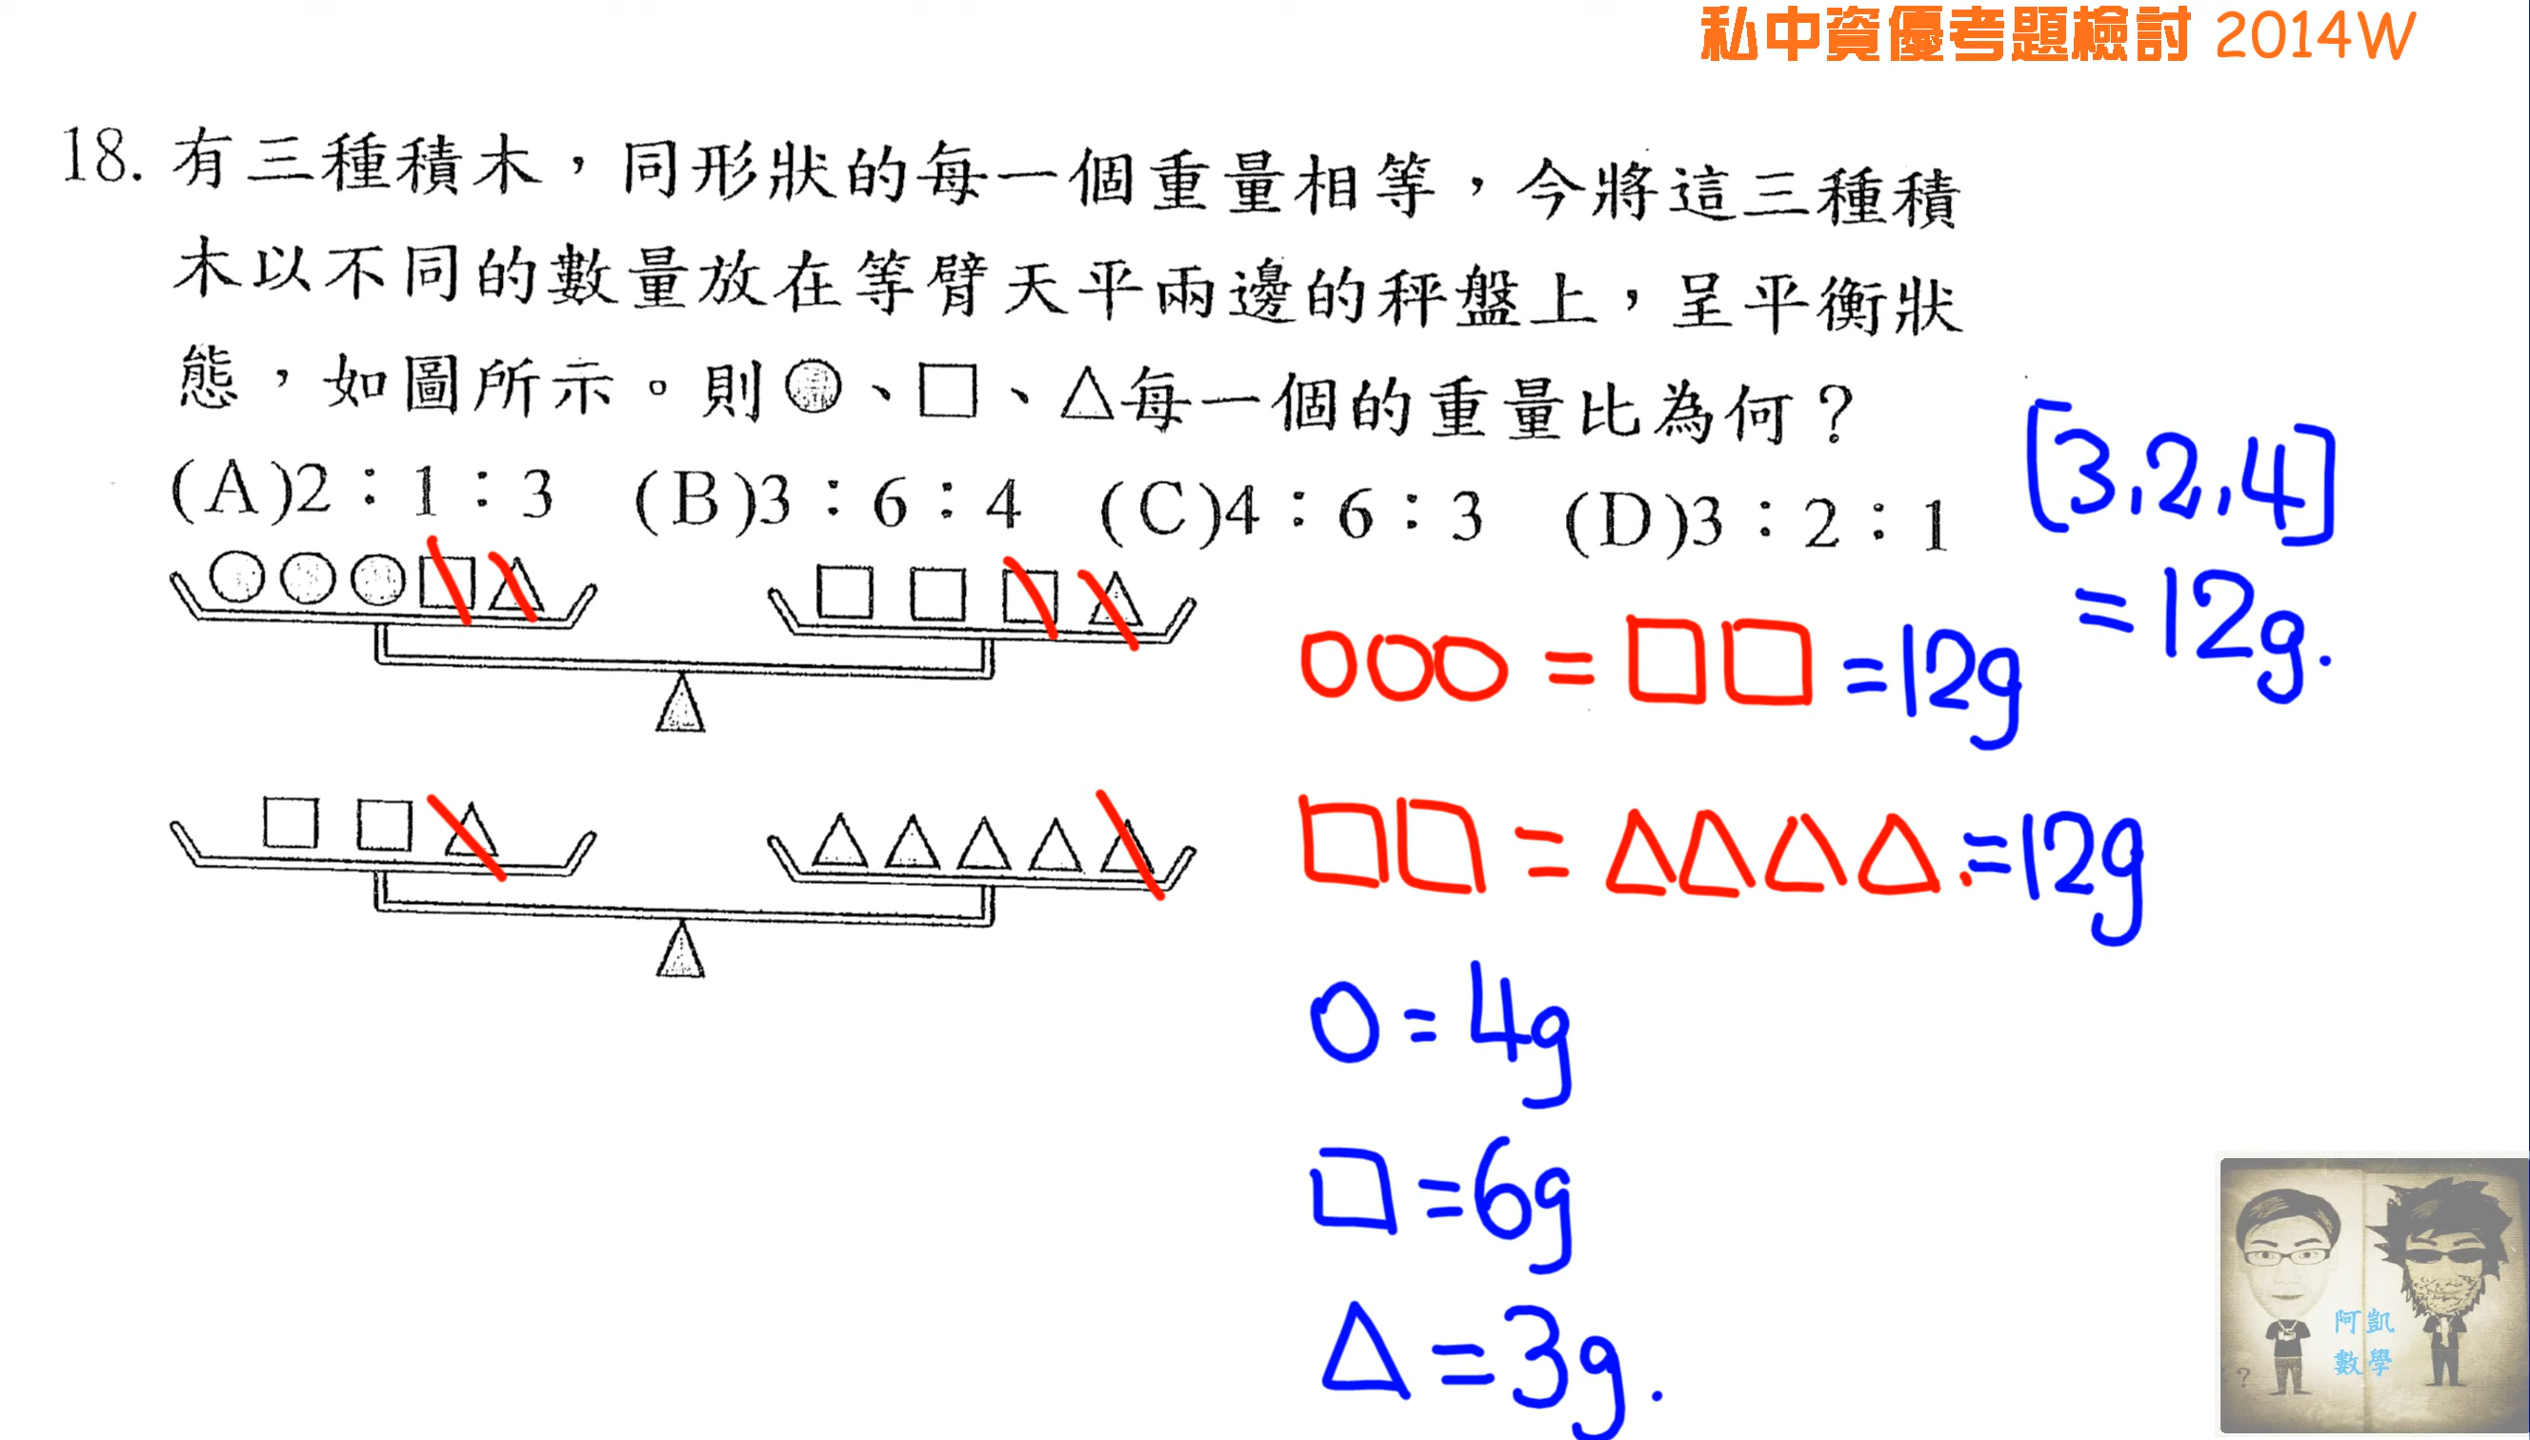 私中資優考題檢討 2014W
18. 有三種積木，同形狀的每一個重量相等，今將這三種積
木以不同的數量放在等臂天平兩邊的秤盤上，呈平衡狀
態，如圖所示。則○、□、△每一個的重量比為何？
(A)2：1：3 (B)3：6：4 (C)4：6：3 (D)3：2：1
[3,2,4]
=12g.
○○○=□□=12g
□□=△△△△.=12g
○=4g
□=6g
△=3g.
阿凱
數學
?